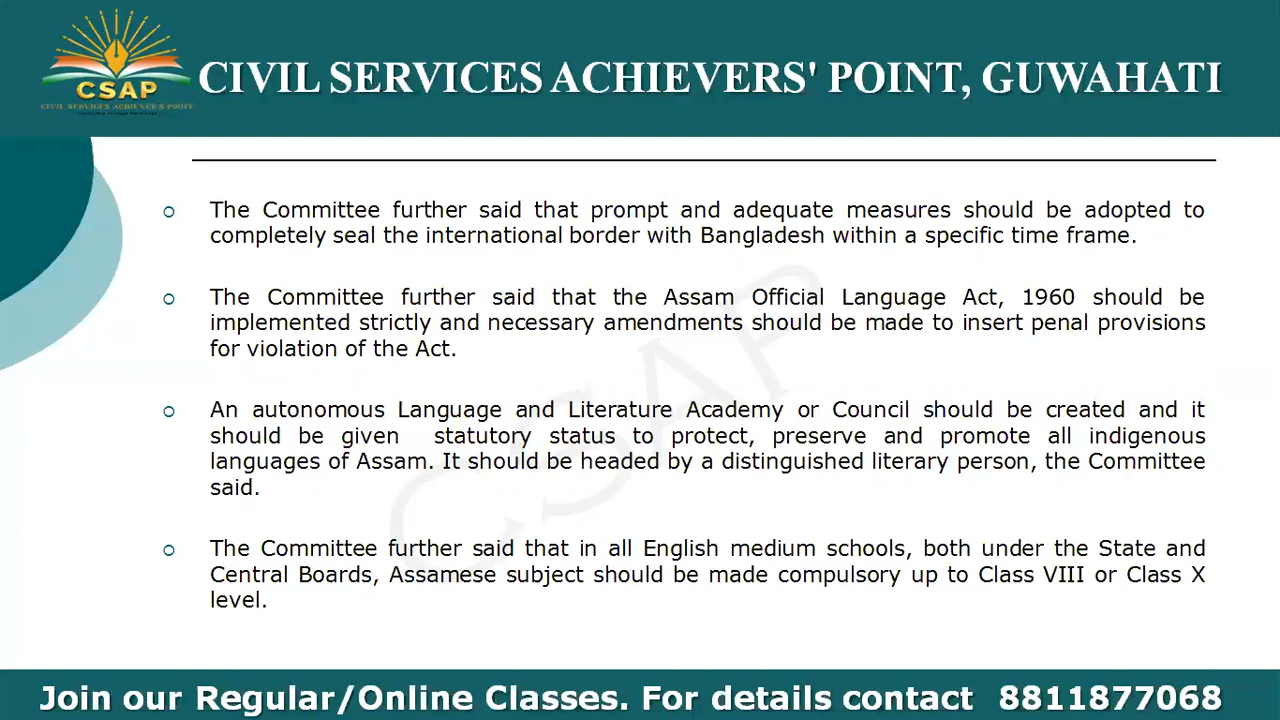 CSAP
CIVIL SERVICES ACHIEVER'S POINT
CIVIL SERVICES ACHIEVERS' POINT, GUWAHATI
The Committee further said that prompt and adequate measures should be adopted to
completely seal the international border with Bangladesh within a specific time frame.
The Committee further said that the Assam Official Language Act, 1960 should be
implemented strictly and necessary amendments should be made to insert penal provisions
for violation of the Act.
An autonomous Language and Literature Academy or Council should be created and it
should be given statutory status to protect, preserve and promote all indigenous
languages of Assam. It should be headed by a distinguished literary person, the Committee
said.
The Committee further said that in all English medium schools, both under the State and
Central Boards, Assamese subject should be made compulsory up to Class VIII or Class X
level.
CSAP
Join our Regular/Online Classes. For details contact 8811877068